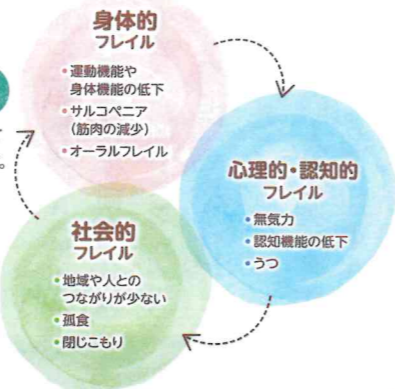 身体的
フレイル
•運動機能や
身体機能の低下
•サルコペニア
(筋肉の減少)
•オーラルフレイル
心理的・認知的
フレイル
•無気力
•認知機能の低下
•うつ
社会的
フレイル
•地域や人との
つながりが少ない
•孤食
•閉じこもり